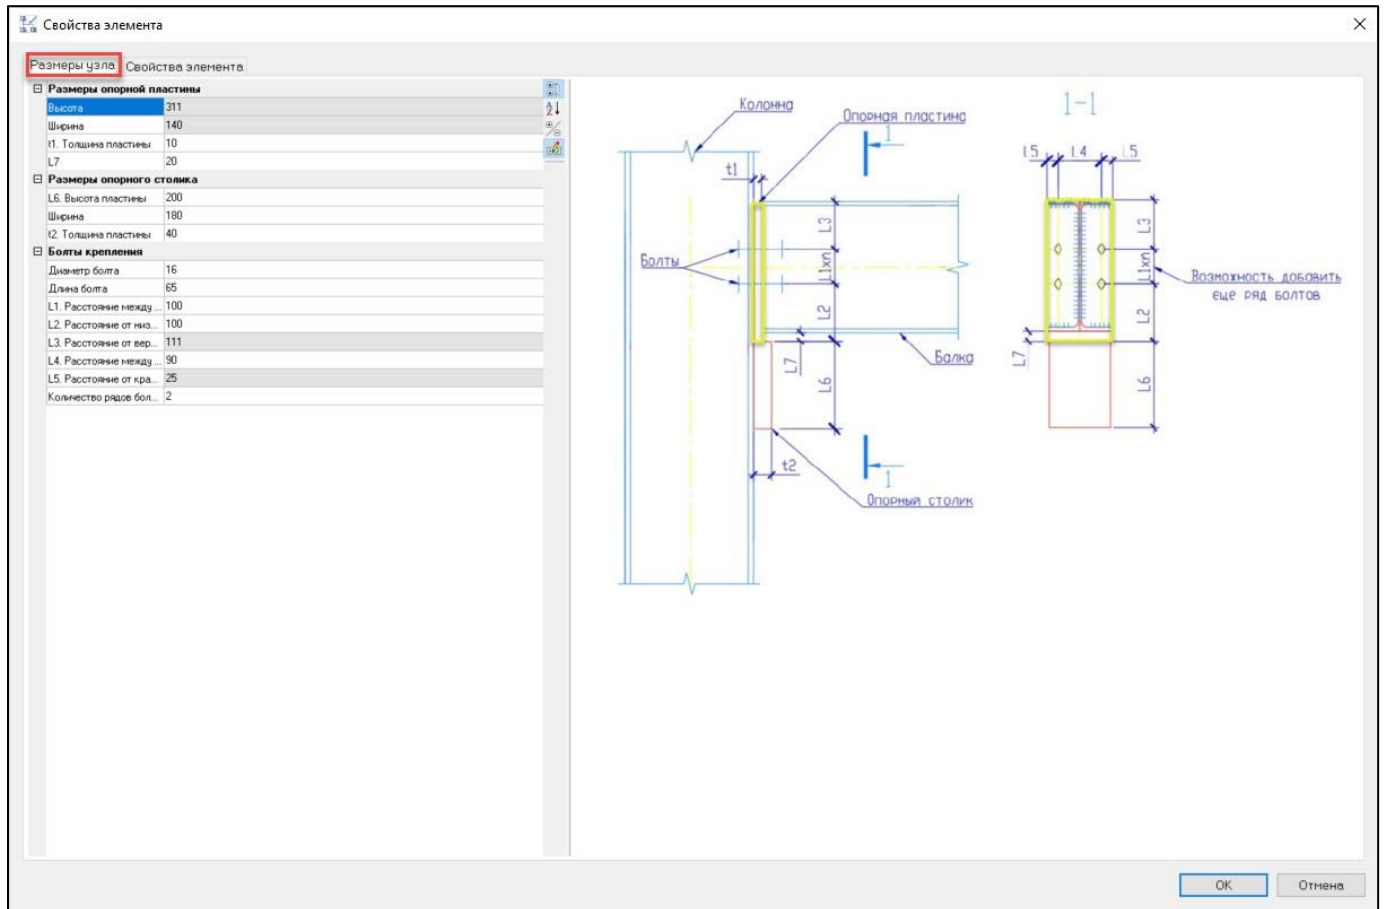 Свойства элемента
Размеры узла Свойства элемента
Размеры опорной пластины
Высота 311
Ширина 140
t1. Толщина пластины 10
L7 20
Размеры опорного столика
L6. Высота пластины 200
Ширина 180
t2. Толщина пластины 40
Болты крепления
Диаметр болта 16
Длина болта 65
L1. Расстояние между ... 100
L2. Расстояние от низ... 100
L3. Расстояние от вер... 111
L4. Расстояние между ... 90
L5. Расстояние от кра... 25
Количество рядов бол... 2
Колонна
Опорная пластина
1
t1
L3
Болты
L1xn
L2
Балка
L7
L6
t2
1
Опорный столик
1-1
L5 L4 L5
L3
L1xn
Возможность добавить
еще ряд болтов
L2
L7
L6
OK Отмена